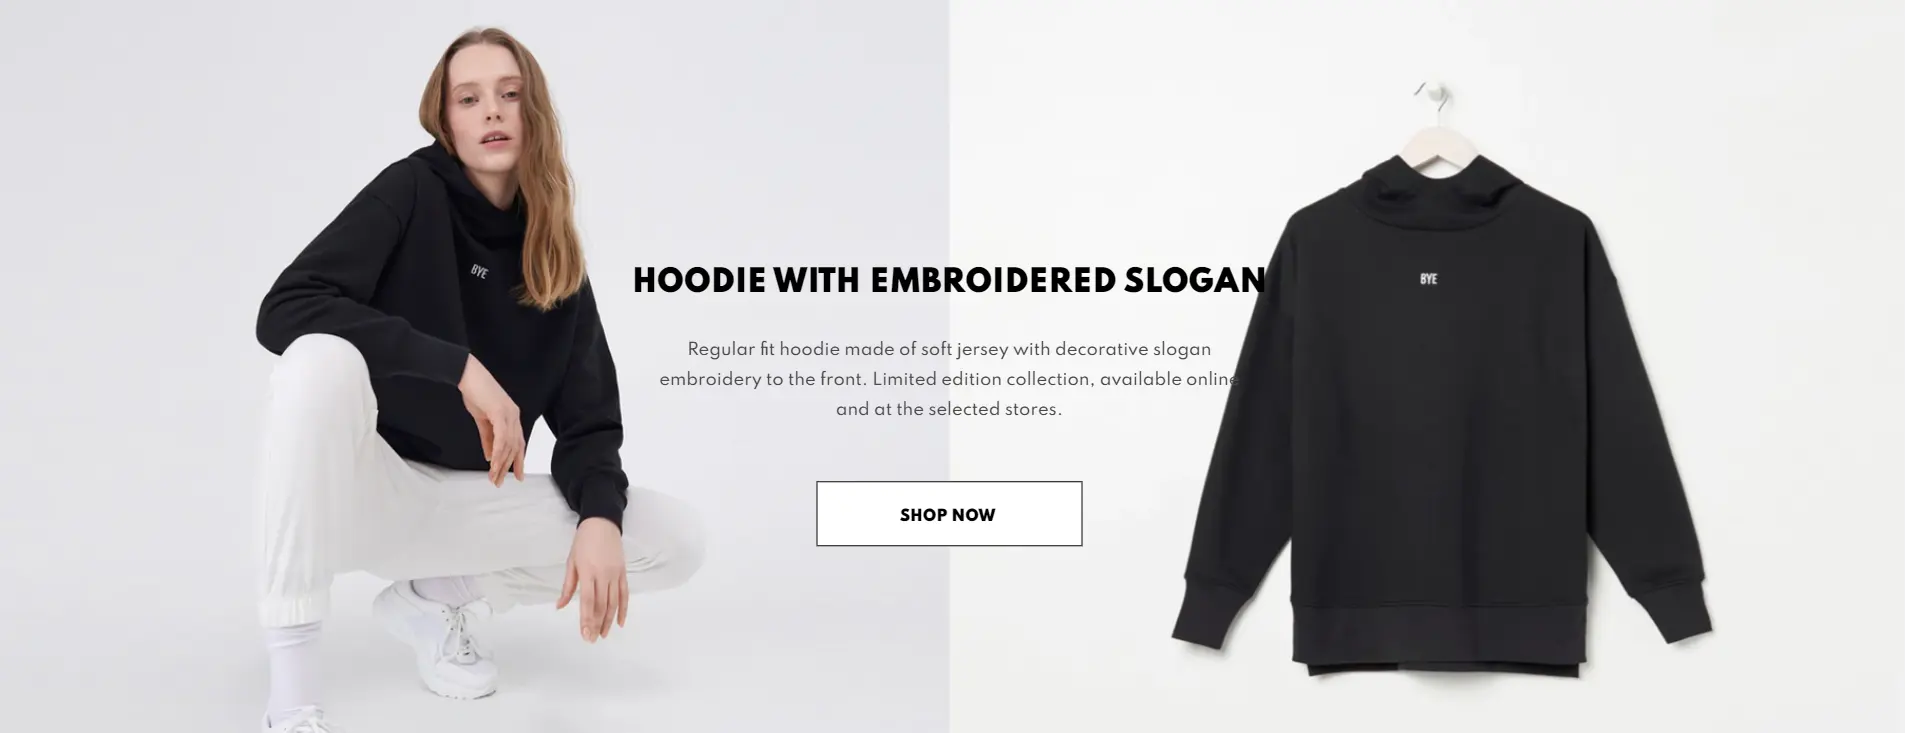 BYE
HOODIE WITH EMBROIDERED SLOGAN
BYE
Regular fit hoodie made of soft jersey with decorative slogan
embroidery to the front. Limited edition collection, available online
and at the selected stores.
SHOP NOW